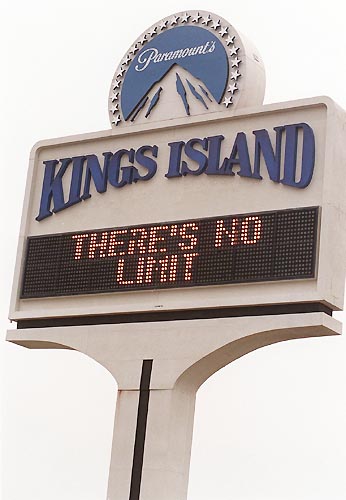 Paramount's
KINGS ISLAND
THERE'S NO
LIMIT